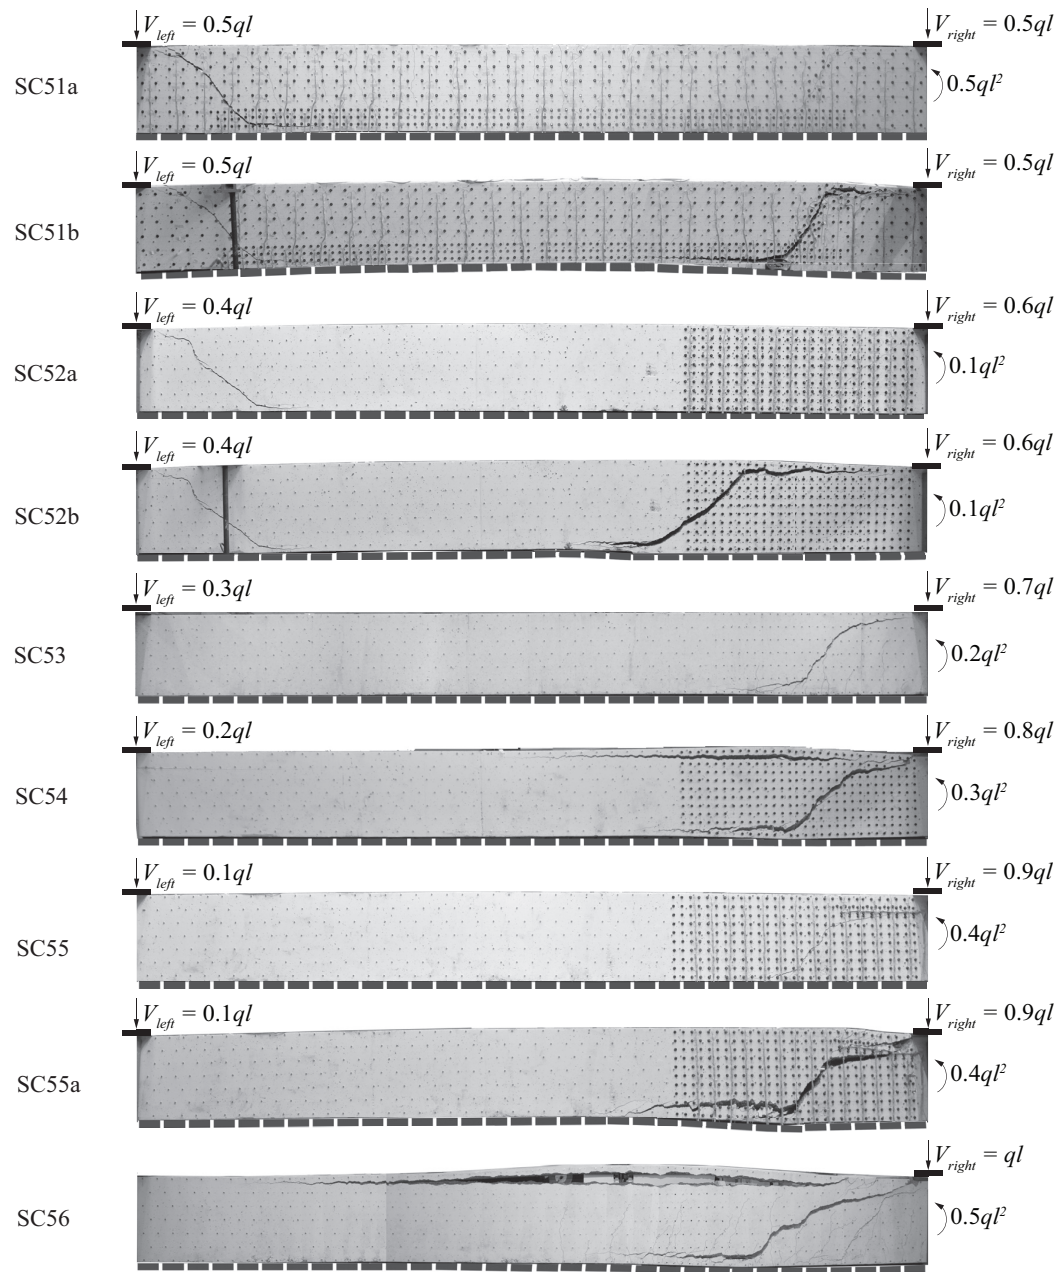 V_left = 0.5ql
V_right = 0.5ql
SC51a
0.5ql²
V_left = 0.5ql
V_right = 0.5ql
SC51b
V_left = 0.4ql
V_right = 0.6ql
SC52a
0.1ql²
V_left = 0.4ql
V_right = 0.6ql
SC52b
0.1ql²
V_left = 0.3ql
V_right = 0.7ql
SC53
0.2ql²
V_left = 0.2ql
V_right = 0.8ql
SC54
0.3ql²
V_left = 0.1ql
V_right = 0.9ql
SC55
0.4ql²
V_left = 0.1ql
V_right = 0.9ql
SC55a
0.4ql²
V_right = ql
SC56
0.5ql²